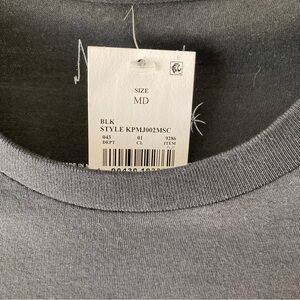 SIZE
MD
BLK
STYLE KPMJ002MSC
043 01 9286
DEPT CL ITEM